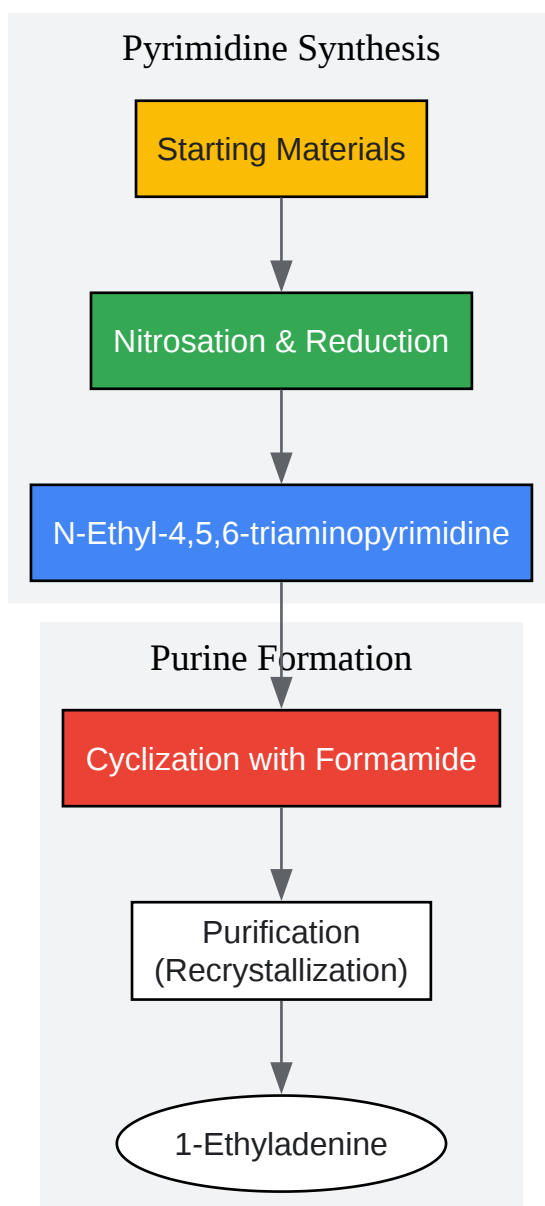 Pyrimidine Synthesis
Starting Materials
Nitrosation & Reduction
N-Ethyl-4,5,6-triaminopyrimidine
Purine Formation
Cyclization with Formamide
Purification
(Recrystallization)
1-Ethyladenine